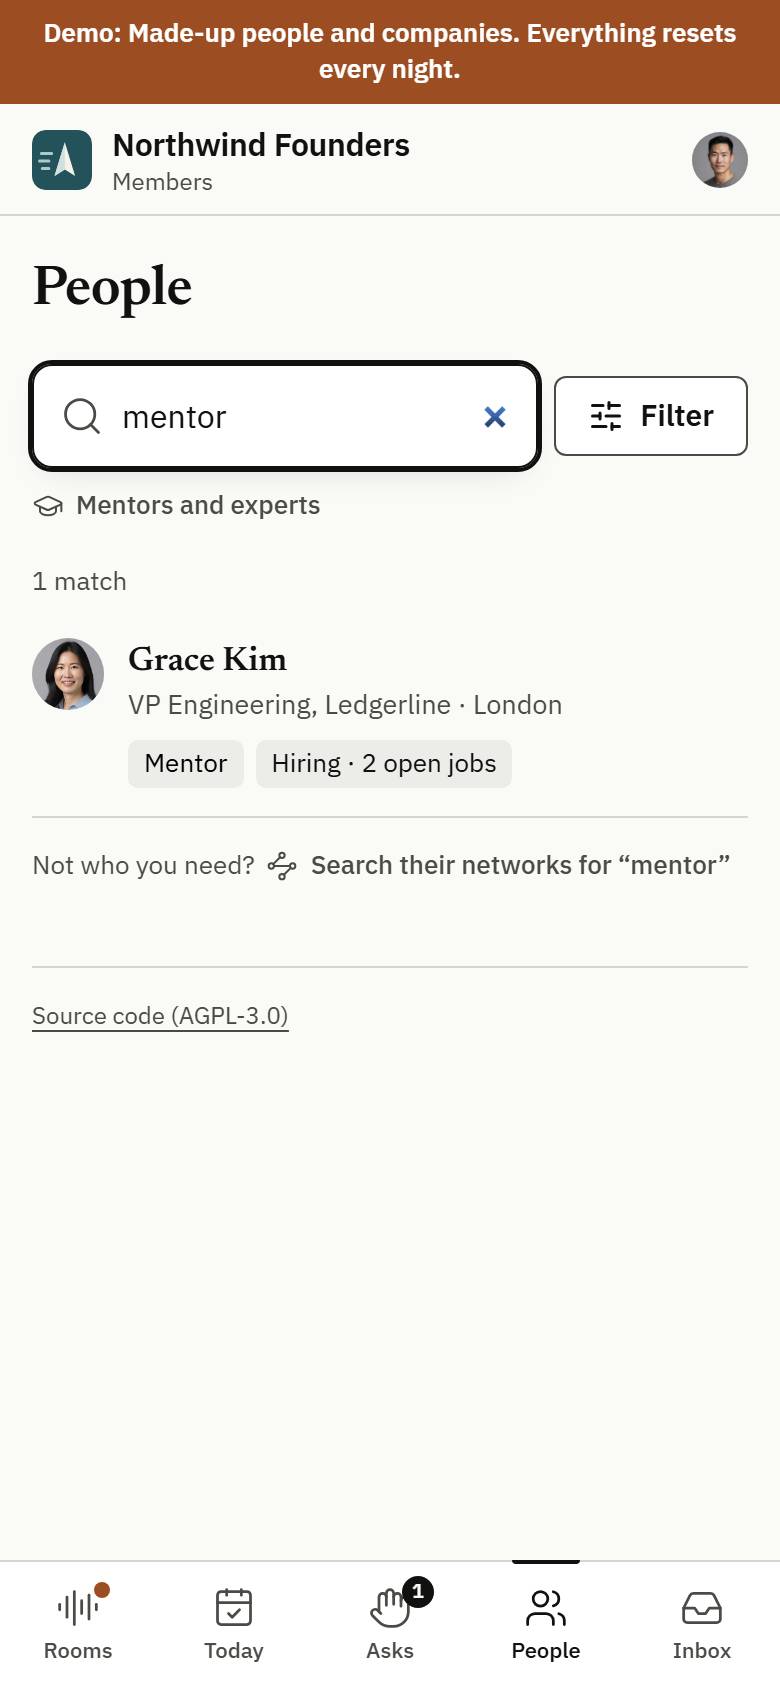 Demo: Made-up people and companies. Everything resets
every night.
Northwind Founders
Members
People
mentor
Filter
Mentors and experts
1 match
Grace Kim
VP Engineering, Ledgerline · London
Mentor
Hiring · 2 open jobs
Not who you need? Search their networks for “mentor”
Source code (AGPL-3.0)
1
Rooms
Today
Asks
People
Inbox